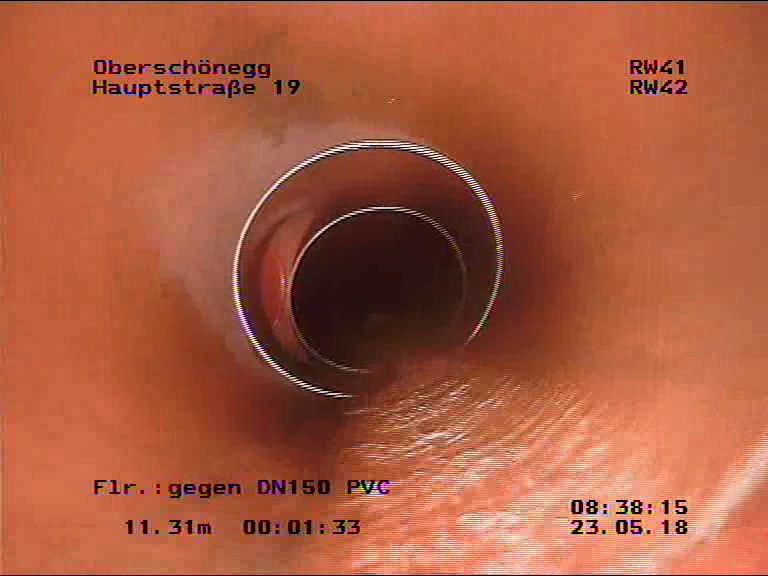 Oberschönegg RW41
Hauptstraße 19 RW42
Flr.:gegen DN150 PVC
08:38:15
11.31m 00:01:33 23.05.18